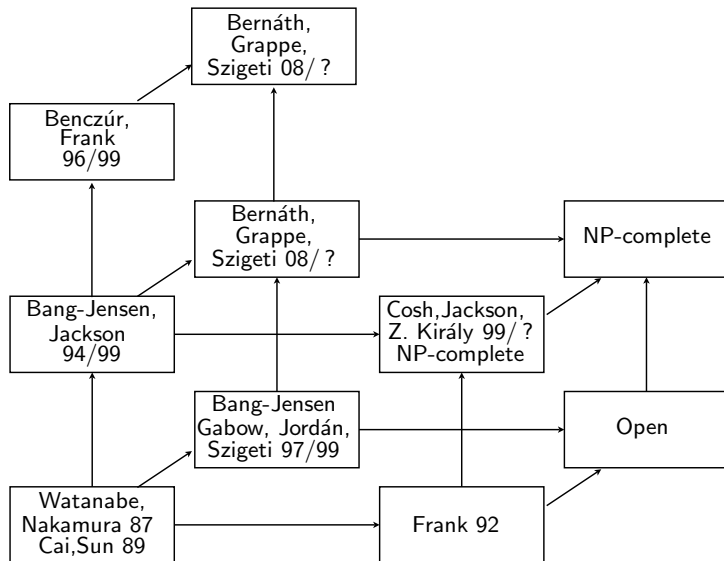 Bernáth,
Grappe,
Szigeti 08/ ?
Benczúr,
Frank
96/99
Bernáth,
Grappe,
Szigeti 08/ ?
NP-complete
Bang-Jensen,
Jackson
94/99
Cosh,Jackson,
Z. Király 99/ ?
NP-complete
Bang-Jensen
Gabow, Jordán,
Szigeti 97/99
Open
Watanabe,
Nakamura 87
Cai,Sun 89
Frank 92